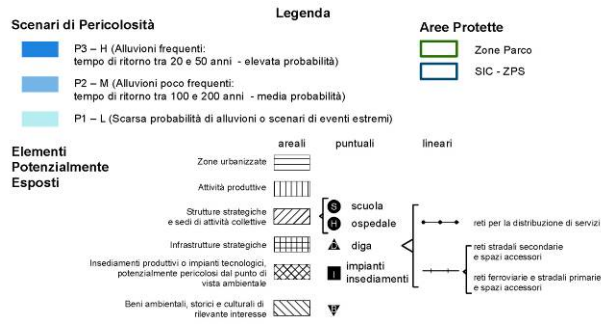 Legenda
Scenari di Pericolosità
P3 – H (Alluvioni frequenti:
tempo di ritorno tra 20 e 50 anni - elevata probabilità)
P2 – M (Alluvioni poco frequenti:
tempo di ritorno tra 100 e 200 anni - media probabilità)
P1 – L (Scarsa probabilità di alluvioni o scenari di eventi estremi)
Aree Protette
Zone Parco
SIC - ZPS
Elementi
Potenzialmente
Esposti
areali puntuali lineari
Zone urbanizzate
Attività produttive
Strutture strategiche
e sedi di attività collettive
S scuola
H ospedale
Infrastrutture strategiche
D diga
Insediamenti produttivi o impianti tecnologici,
potenzialmente pericolosi dal punto di
vista ambientale
I impianti
insediamenti
Beni ambientali, storici e culturali di
rilevante interesse
B
reti per la distribuzione di servizi
reti stradali secondarie
e spazi accessori
reti ferroviarie e stradali primarie
e spazi accessori